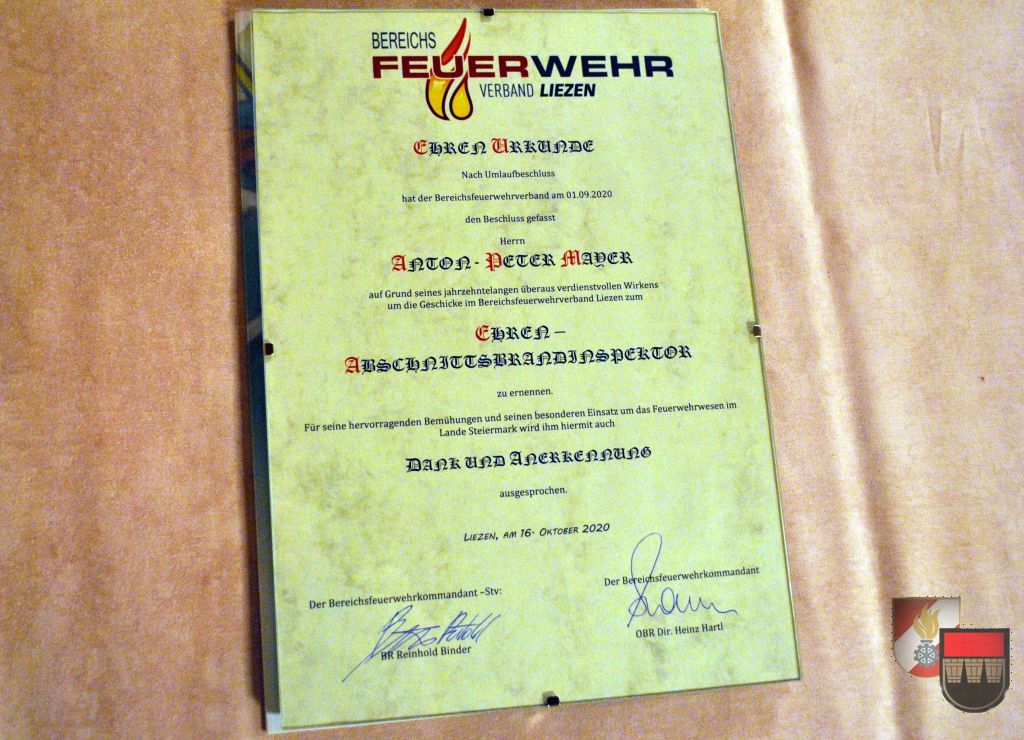 BEREICHS
FEUERWEHR
VERBAND LIEZEN
EHREN URKUNDE
Nach Umlaufbeschluss
hat der Bereichsfeuerwehrverband am 01.09.2020
den Beschluss gefasst
Herrn
ANTON- PETER MAYER
auf Grund seines jahrzehntelangen überaus verdienstvollen Wirkens
um die Geschicke im Bereichsfeuerwehrverband Liezen zum
EHREN –
ABSCHNITTSBRANDINSPEKTOR
zu ernennen.
Für seine hervorragenden Bemühungen und seinen besonderen Einsatz um das Feuerwehrwesen im
Lande Steiermark wird ihm hiermit auch
DANK UND ANERKENNUNG
ausgesprochen.
LIEZEN, AM 16. OKTOBER 2020
Der Bereichsfeuerwehrkommandant –Stv:
BR Reinhold Binder
Der Bereichsfeuerwehrkommandant
OBR Dir. Heinz Hartl